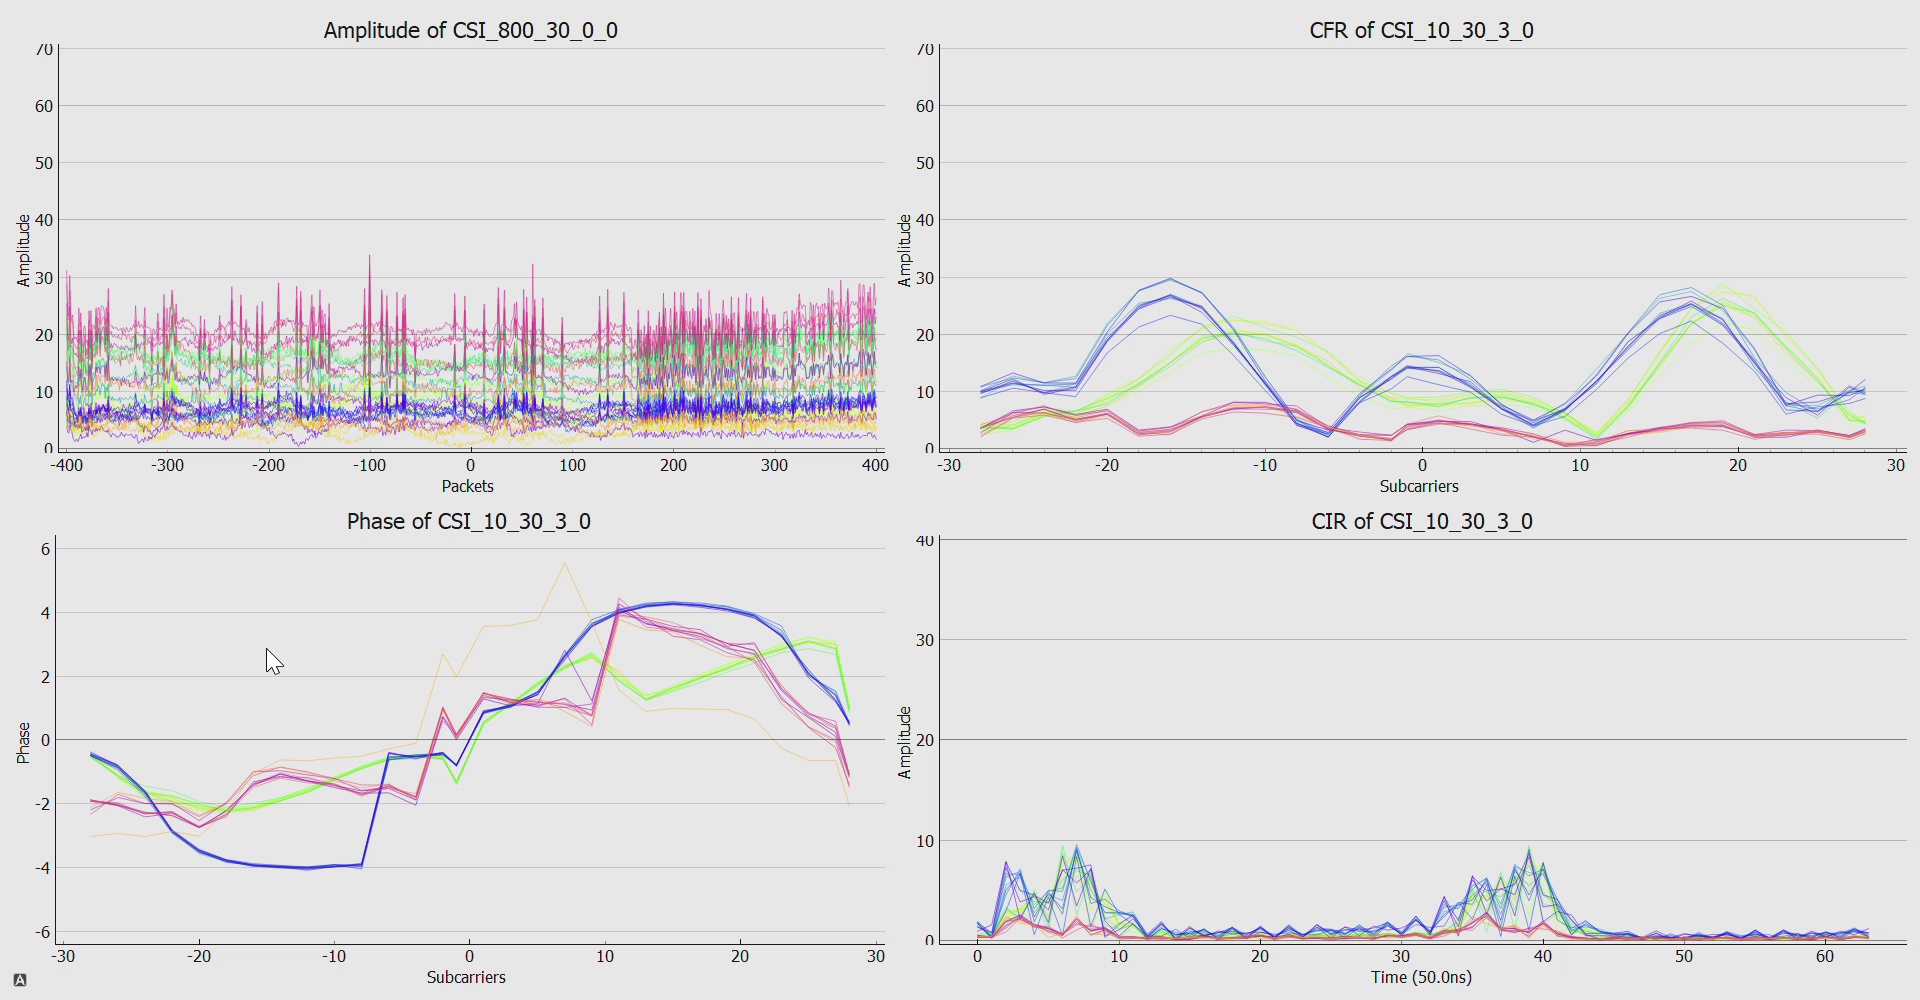 Amplitude of CSI_800_30_0_0
70
60
50
40
30
20
10
0
Amplitude
-400 -300 -200 -100 0 100 200 300 400
Packets
CFR of CSI_10_30_3_0
70
60
50
40
30
20
10
0
Amplitude
-30 -20 -10 0 10 20 30
Subcarriers
Phase of CSI_10_30_3_0
6
4
2
0
-2
-4
-6
Phase
-30 -20 -10 0 10 20 30
Subcarriers
CIR of CSI_10_30_3_0
40
30
20
10
0
Amplitude
0 10 20 30 40 50 60
Time (50.0ns)
A